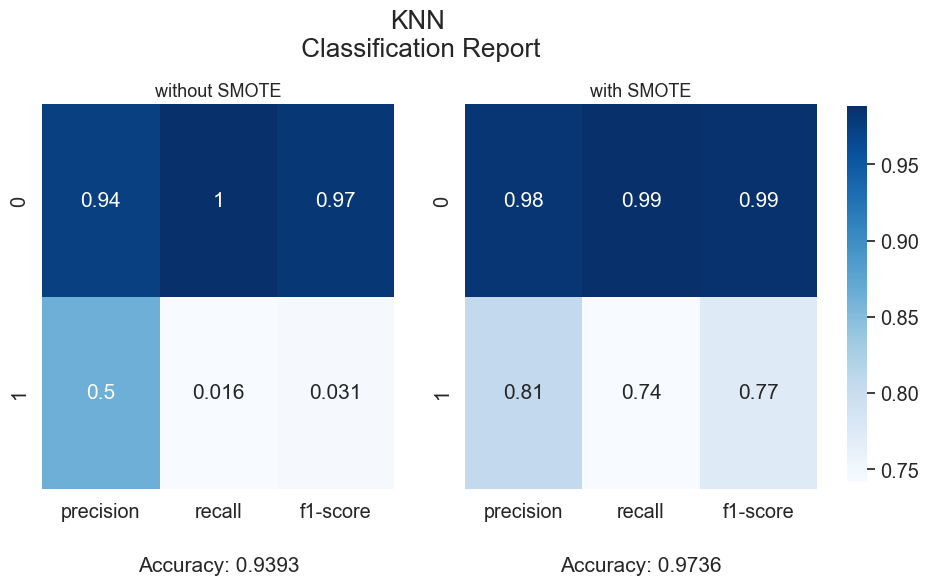 KNN
Classification Report
without SMOTE
0
0.94 1 0.97
1
0.5 0.016 0.031
precision recall f1-score
Accuracy: 0.9393
with SMOTE
0
0.98 0.99 0.99
1
0.81 0.74 0.77
precision recall f1-score
Accuracy: 0.9736
0.95
0.90
0.85
0.80
0.75